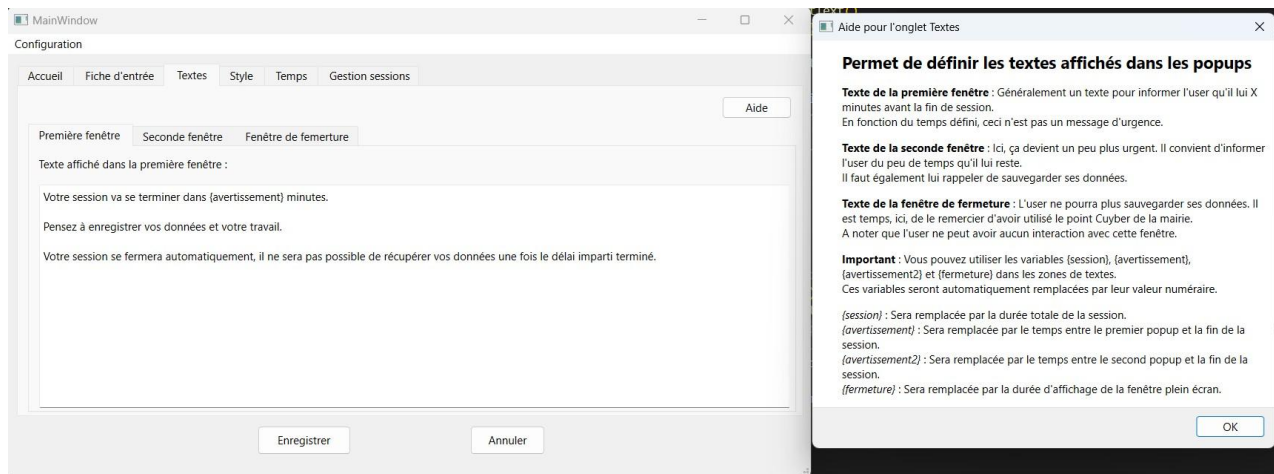 MainWindow
Configuration
Accueil Fiche d'entrée Textes Style Temps Gestion sessions
Aide
Première fenêtre Seconde fenêtre Fenêtre de femerture
Texte affiché dans la première fenêtre :
Votre session va se terminer dans {avertissement} minutes.
Pensez à enregistrer vos données et votre travail.
Votre session se fermera automatiquement, il ne sera pas possible de récupérer vos données une fois le délai imparti terminé.
Enregistrer Annuler
Aide pour l'onglet Textes
Permet de définir les textes affichés dans les popups
Texte de la première fenêtre : Généralement un texte pour informer l'user qu'il lui X
minutes avant la fin de session.
En fonction du temps défini, ceci n'est pas un message d'urgence.
Texte de la seconde fenêtre : Ici, ça devient un peu plus urgent. Il convient d'informer
l'user du peu de temps qu'il lui reste.
Il faut également lui rappeler de sauvegarder ses données.
Texte de la fenêtre de fermeture : L'user ne pourra plus sauvegarder ses données. Il
est temps, ici, de le remercier d'avoir utilisé le point Cuyber de la mairie.
A noter que l'user ne peut avoir aucun interaction avec cette fenêtre.
Important : Vous pouvez utiliser les variables {session}, {avertissement},
{avertissement2} et {fermeture} dans les zones de textes.
Ces variables seront automatiquement remplacées par leur valeur numéraire.
{session} : Sera remplacée par la durée totale de la session.
{avertissement} : Sera remplacée par le temps entre le premier popup et la fin de la
session.
{avertissement2} : Sera remplacée par le temps entre le second popup et la fin de la
session.
{fermeture} : Sera remplacée par la durée d'affichage de la fenêtre plein écran.
OK